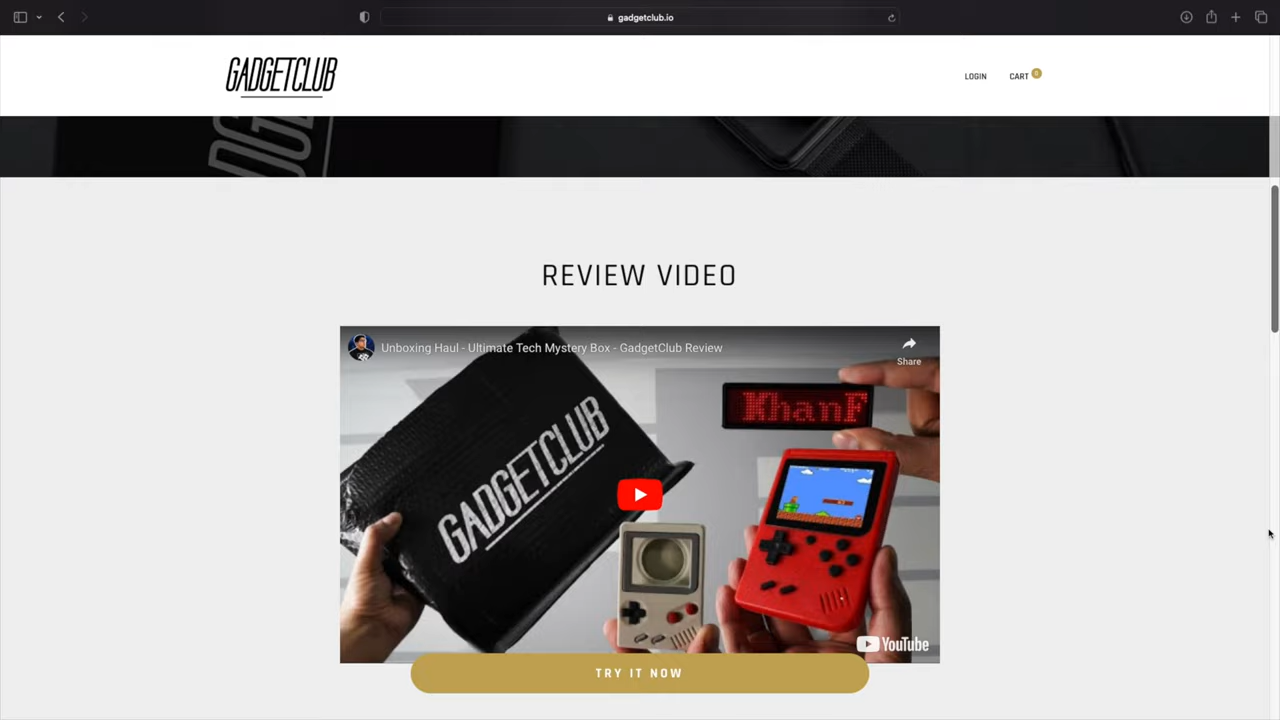 gadgetclub.io
GADGETCLUB
LOGIN
CART 0
REVIEW VIDEO
Unboxing Haul - Ultimate Tech Mystery Box - GadgetClub Review
Share
KhanF
GADGETCLUB
YouTube
TRY IT NOW